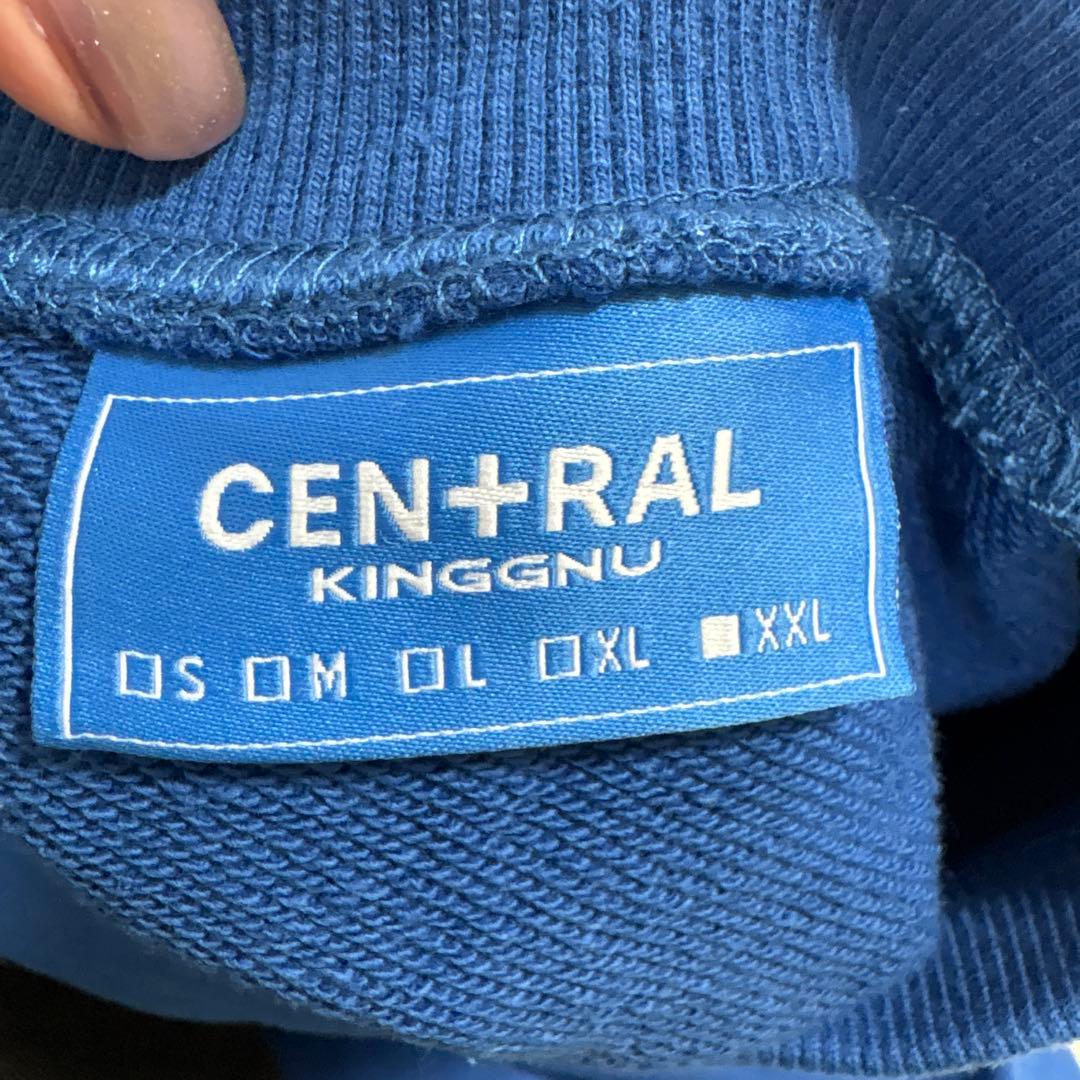 CEN+RAL
KINGGNU
□S □M □L □XL ■XXL